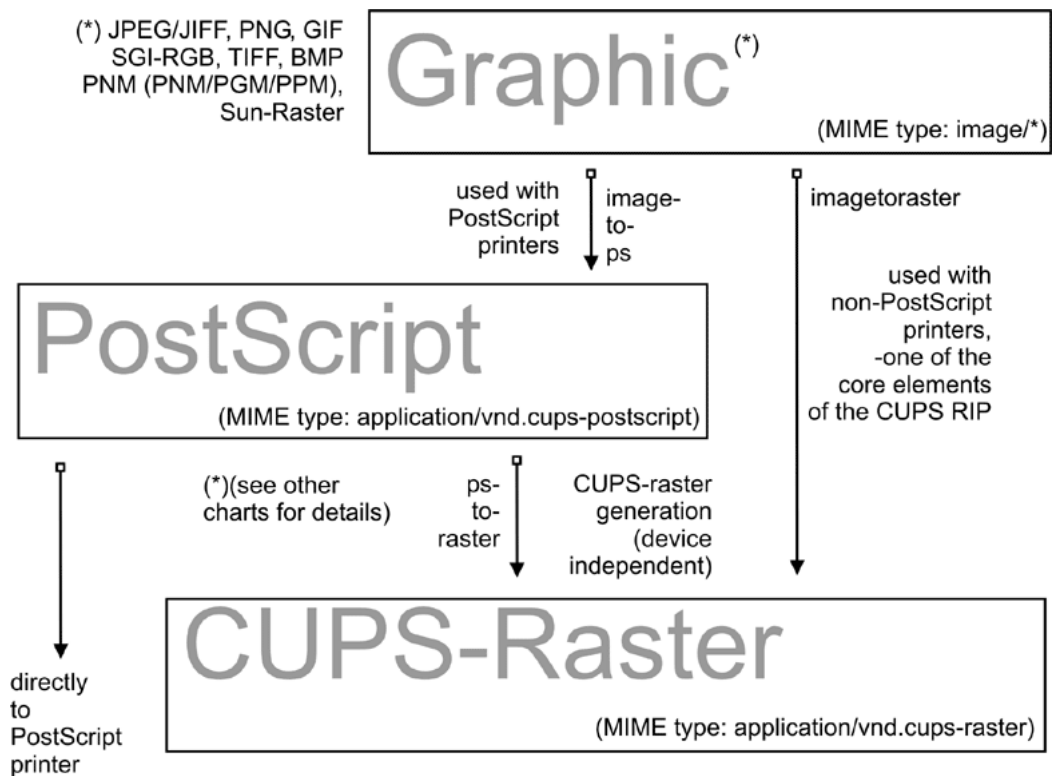 (*) JPEG/JIFF, PNG, GIF
SGI-RGB, TIFF, BMP
PNM (PNM/PGM/PPM),
Sun-Raster
Graphic(*)
(MIME type: image/*)
used with
PostScript
printers
image-
to-
ps
imagetoraster
used with
non-PostScript
printers,
-one of the
core elements
of the CUPS RIP
PostScript
(MIME type: application/vnd.cups-postscript)
(*)(see other
charts for details)
ps-
to-
raster
CUPS-raster
generation
(device
independent)
directly
to
PostScript
printer
CUPS-Raster
(MIME type: application/vnd.cups-raster)